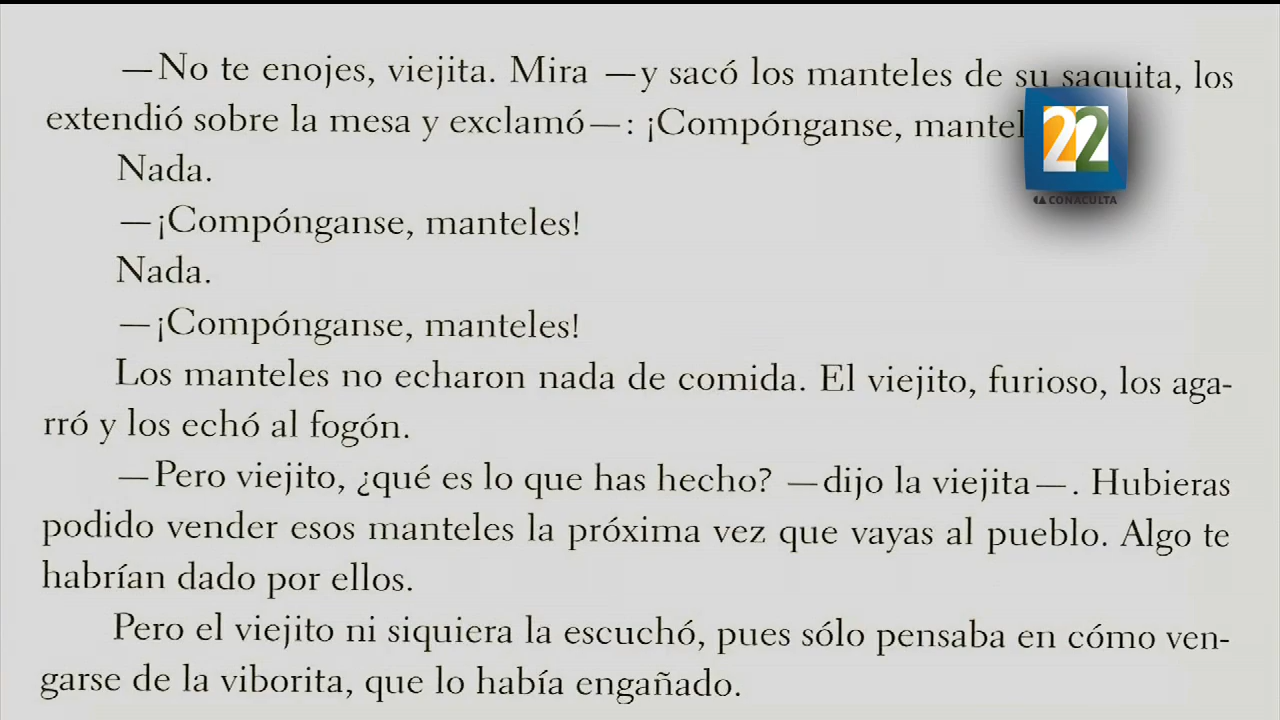 —No te enojes, viejita. Mira —y sacó los manteles de su saquita, los
extendió sobre la mesa y exclamó—: ¡Compónganse, mantel
22
CONACULTA
Nada.
—¡Compónganse, manteles!
Nada.
—¡Compónganse, manteles!
Los manteles no echaron nada de comida. El viejito, furioso, los aga-
rró y los echó al fogón.
—Pero viejito, ¿qué es lo que has hecho? —dijo la viejita—. Hubieras
podido vender esos manteles la próxima vez que vayas al pueblo. Algo te
habrían dado por ellos.
Pero el viejito ni siquiera la escuchó, pues sólo pensaba en cómo ven-
garse de la viborita, que lo había engañado.